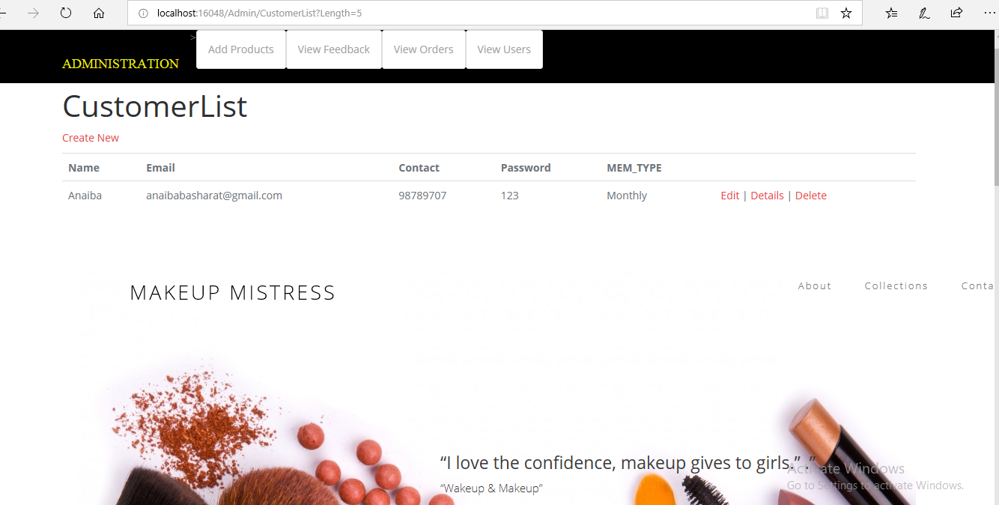 localhost:16048/Admin/CustomerList?Length=5
>
Add Products View Feedback View Orders View Users
ADMINISTRATION
CustomerList
Create New
Name Email Contact Password MEM_TYPE
Anaiba anaibabasharat@gmail.com 98789707 123 Monthly Edit | Details | Delete
MAKEUP MISTRESS
About Collections Conta
“I love the confidence, makeup gives to girls.” .”
“Wakeup & Makeup”
Activate Windows
Go to Settings to activate Windows.